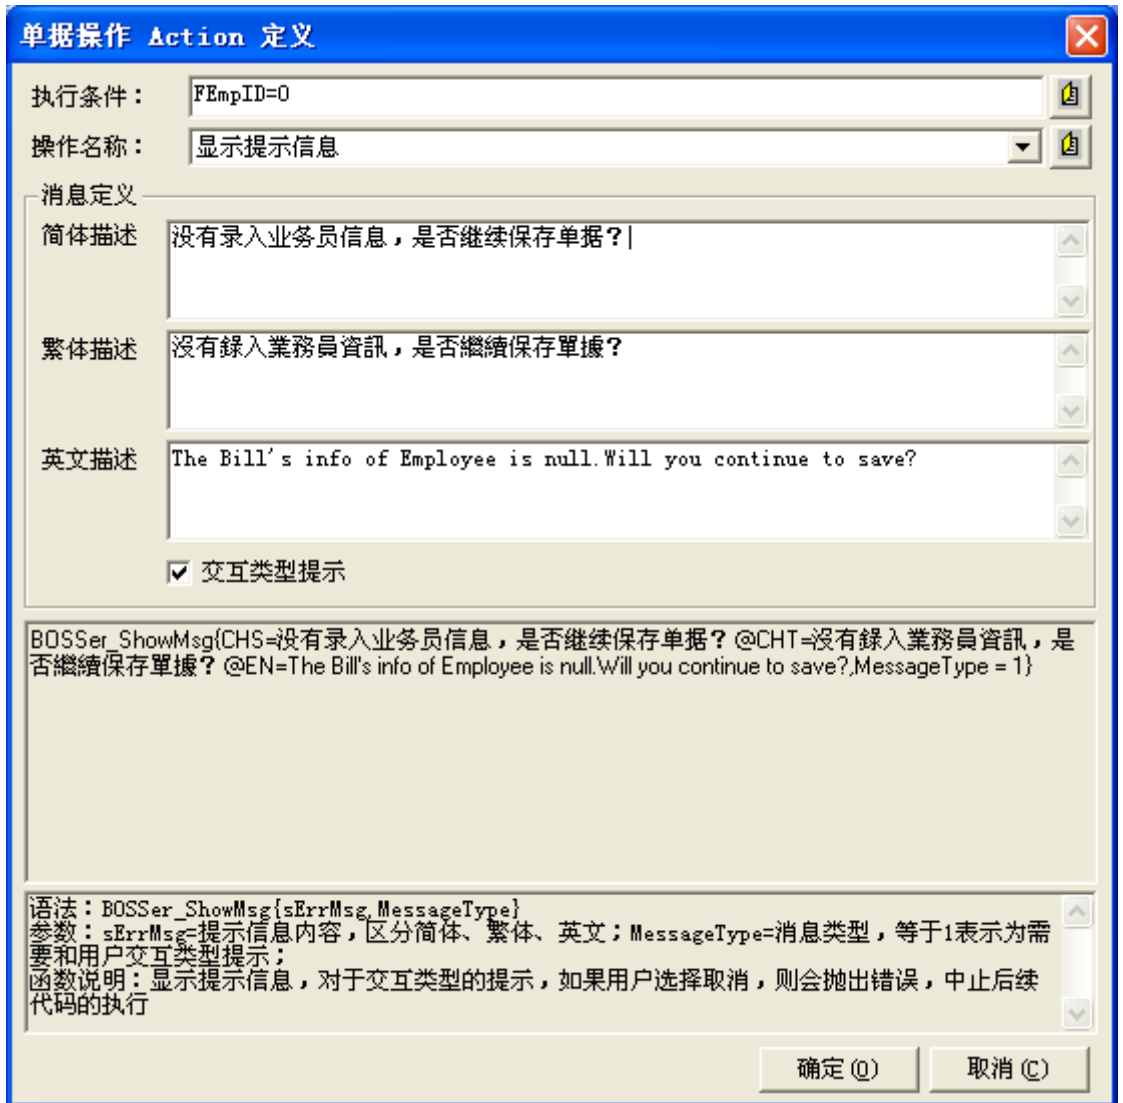 单据操作 Action 定义
执行条件：
FEmpID=0
操作名称：
显示提示信息
消息定义
简体描述
没有录入业务员信息，是否继续保存单据？
繁体描述
沒有錄入業務員資訊，是否繼續保存單據？
英文描述
The Bill's info of Employee is null.Will you continue to save?
交互类型提示
BOSSer_ShowMsg{CHS=没有录入业务员信息，是否继续保存单据？@CHT=沒有錄入業務員資訊，是
否繼續保存單據？@EN=The Bill's info of Employee is null.Will you continue to save?,MessageType = 1}
语法：BOSSer_ShowMsg{sErrMsg,MessageType}
参数：sErrMsg=提示信息内容，区分简体、繁体、英文；MessageType=消息类型，等于1表示为需
要和用户交互类型提示；
函数说明：显示提示信息，对于交互类型的提示，如果用户选择取消，则会抛出错误，中止后续
代码的执行
确定(O)
取消(C)